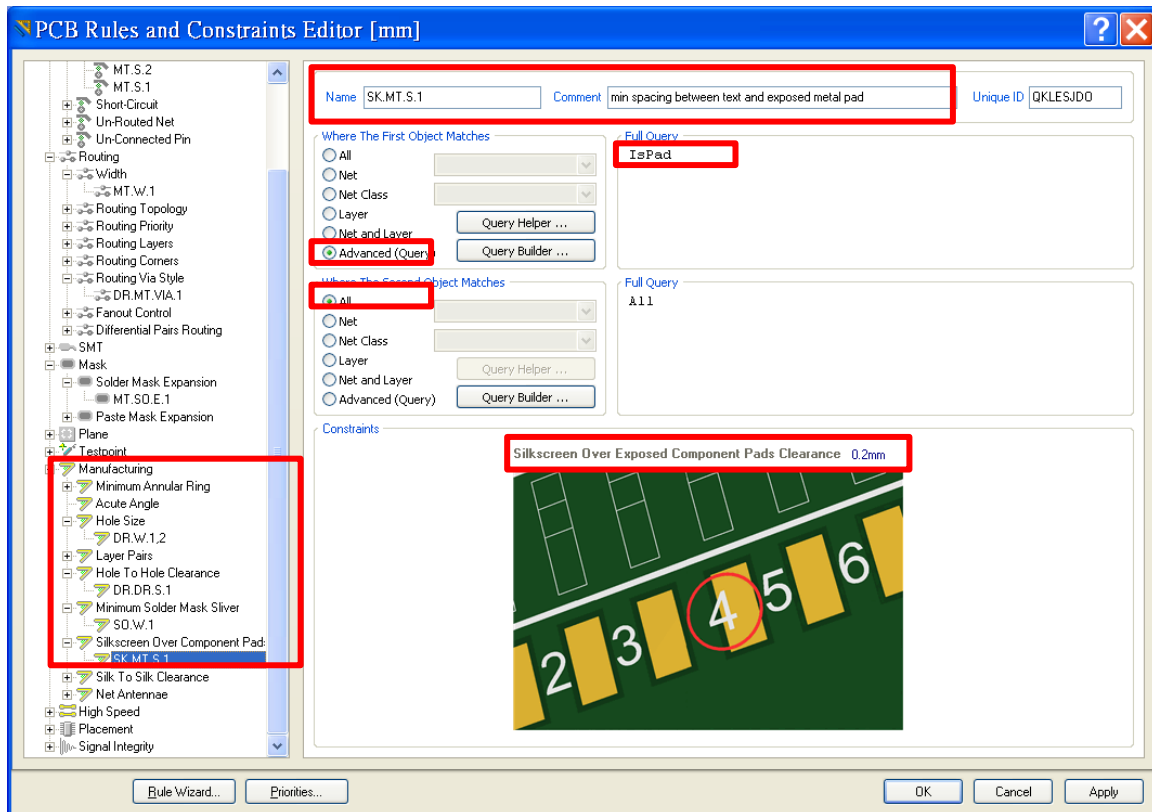 PCB Rules and Constraints Editor [mm]
MT.S.2
MT.S.1
Short-Circuit
Un-Routed Net
Un-Connected Pin
Routing
Width
MT.W.1
Routing Topology
Routing Priority
Routing Layers
Routing Corners
Routing Via Style
DR.MT.VIA.1
Fanout Control
Differential Pairs Routing
SMT
Mask
Solder Mask Expansion
MT.SO.E.1
Paste Mask Expansion
Plane
Testpoint
Manufacturing
Minimum Annular Ring
Acute Angle
Hole Size
DR.W.1,2
Layer Pairs
Hole To Hole Clearance
DR.DR.S.1
Minimum Solder Mask Sliver
SO.W.1
Silkscreen Over Component Pad:
SK.MT.S.1
Silk To Silk Clearance
Net Antennae
High Speed
Placement
Signal Integrity
Name SK.MT.S.1 Comment min spacing between text and exposed metal pad Unique ID QKLESJDO
Where The First Object Matches
All
Net
Net Class
Layer
Net and Layer
Advanced (Query)
Query Helper ...
Query Builder ...
Full Query
IsPad
Where The Second Object Matches
All
Net
Net Class
Layer
Net and Layer
Advanced (Query)
Query Helper ...
Query Builder ...
Full Query
All
Constraints
Silkscreen Over Exposed Component Pads Clearance 0.2mm
2 3 4 5 6
Rule Wizard... Priorities... OK Cancel Apply